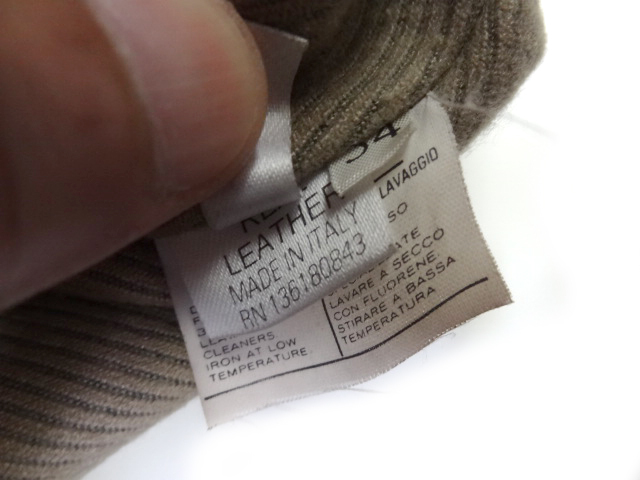 34
LEATHER
MADE IN ITALY
RN 136180843
CLEANERS.
IRON AT LOW
TEMPERATURE.
LAVAGGIO
LAVARE A SECCO
CON FLUORENE.
STIRARE A BASSA
TEMPERATURA